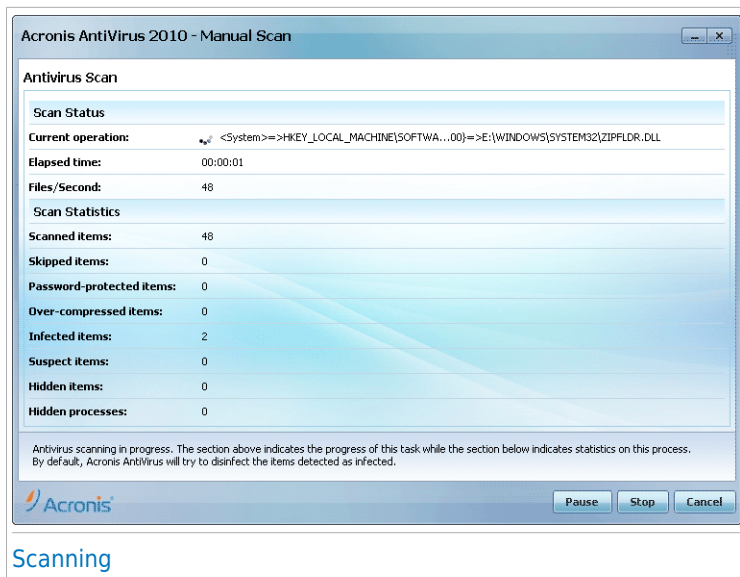 Acronis AntiVirus 2010 - Manual Scan
Antivirus Scan
Scan Status
Current operation: <System>=>HKEY_LOCAL_MACHINE\SOFTWA...00}=>E:\WINDOWS\SYSTEM32\ZIPFLDR.DLL
Elapsed time: 00:00:01
Files/Second: 48
Scan Statistics
Scanned items: 48
Skipped items: 0
Password-protected items: 0
Over-compressed items: 0
Infected items: 2
Suspect items: 0
Hidden items: 0
Hidden processes: 0
Antivirus scanning in progress. The section above indicates the progress of this task while the section below indicates statistics on this process.
By default, Acronis AntiVirus will try to disinfect the items detected as infected.
Acronis Pause Stop Cancel
Scanning